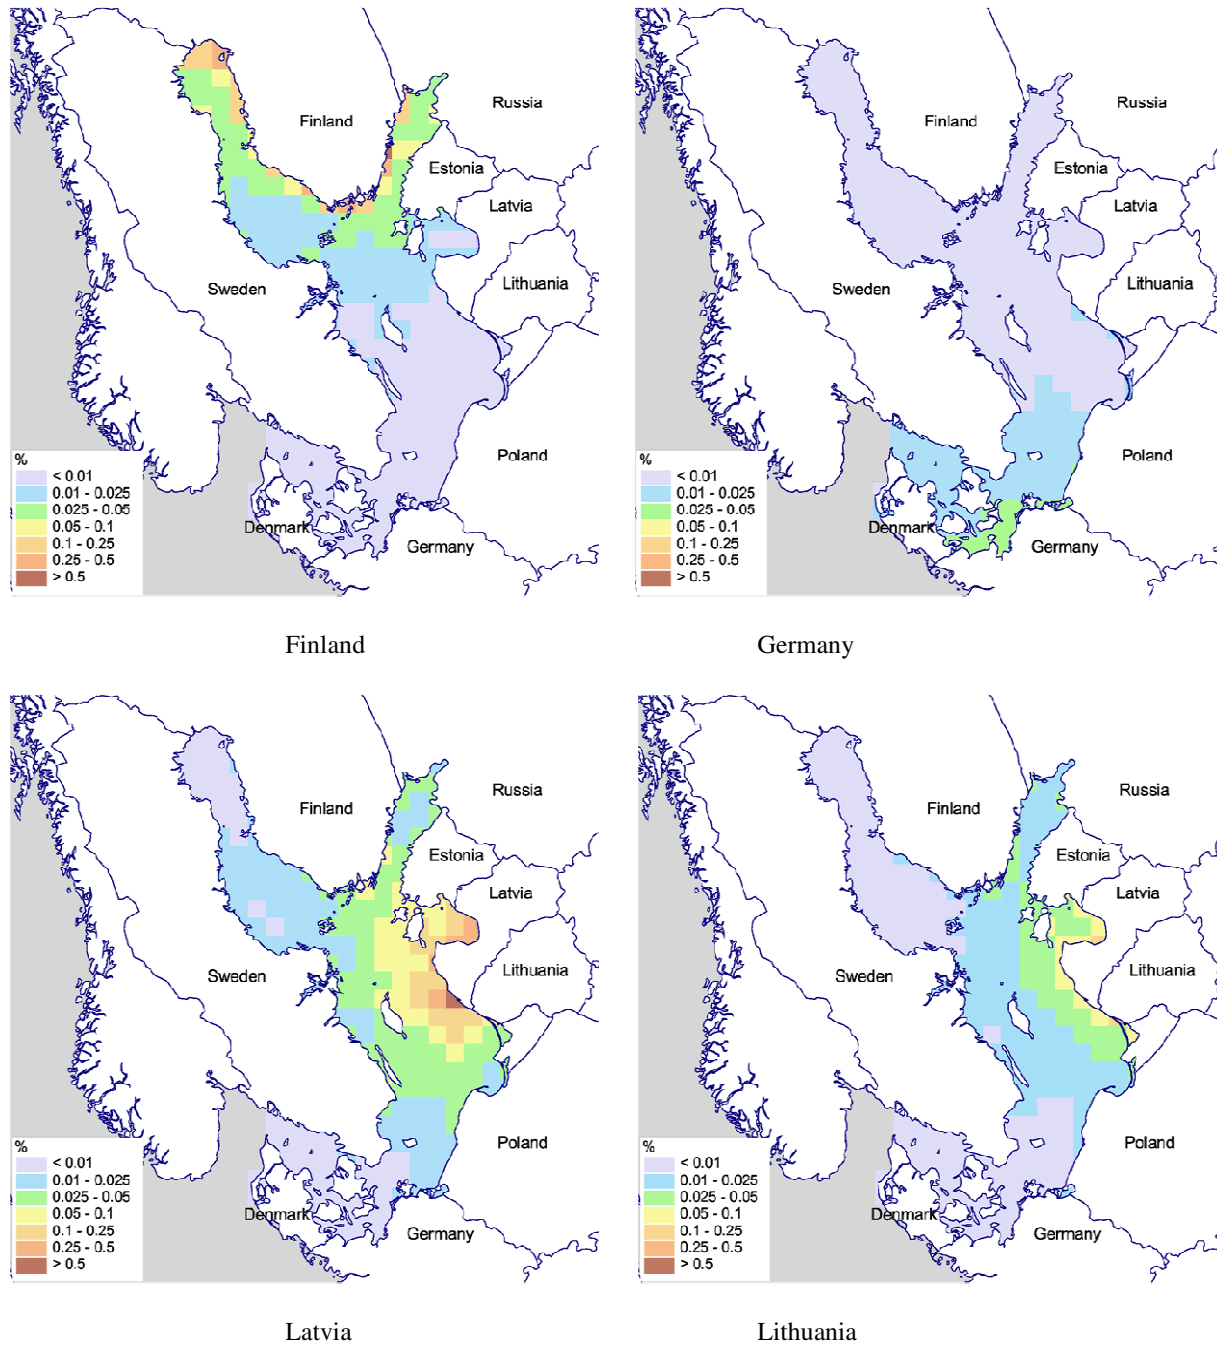 Russia
Finland
Estonia
Latvia
Lithuania
Sweden
Poland
Denmark
Germany
%
< 0.01
0.01 - 0.025
0.025 - 0.05
0.05 - 0.1
0.1 - 0.25
0.25 - 0.5
> 0.5
Finland
Russia
Finland
Estonia
Latvia
Lithuania
Sweden
Poland
Denmark
Germany
%
< 0.01
0.01 - 0.025
0.025 - 0.05
0.05 - 0.1
0.1 - 0.25
0.25 - 0.5
> 0.5
Germany
Russia
Finland
Estonia
Latvia
Lithuania
Sweden
Poland
Denmark
Germany
%
< 0.01
0.01 - 0.025
0.025 - 0.05
0.05 - 0.1
0.1 - 0.25
0.25 - 0.5
> 0.5
Latvia
Russia
Finland
Estonia
Latvia
Lithuania
Sweden
Poland
Denmark
Germany
%
< 0.01
0.01 - 0.025
0.025 - 0.05
0.05 - 0.1
0.1 - 0.25
0.25 - 0.5
> 0.5
Lithuania